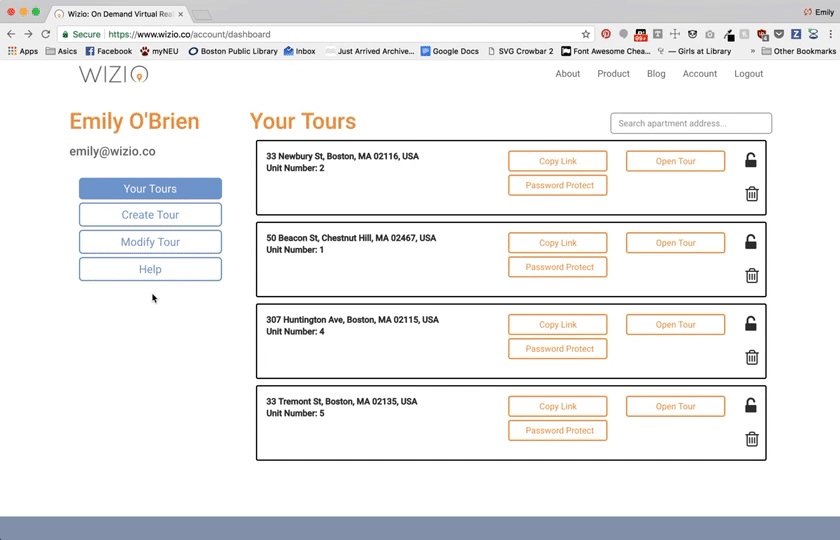 Wizio: On Demand Virtual Rea
Emily
Secure
https://www.wizio.co/account/dashboard
99+
Apps
Asics
Facebook
myNEU
Boston Public Library
Inbox
Just Arrived Archive...
Google Docs
SVG Crowbar 2
Font Awesome Chea...
— Girls at Library
»
Other Bookmarks
WIZIO
About
Product
Blog
Account
Logout
Emily O'Brien
emily@wizio.co
Your Tours
Create Tour
Modify Tour
Help
Your Tours
Search apartment address...
33 Newbury St, Boston, MA 02116, USA
Unit Number: 2
Copy Link
Open Tour
Password Protect
50 Beacon St, Chestnut Hill, MA 02467, USA
Unit Number: 1
Copy Link
Open Tour
Password Protect
307 Huntington Ave, Boston, MA 02115, USA
Unit Number: 4
Copy Link
Open Tour
Password Protect
33 Tremont St, Boston, MA 02135, USA
Unit Number: 5
Copy Link
Open Tour
Password Protect